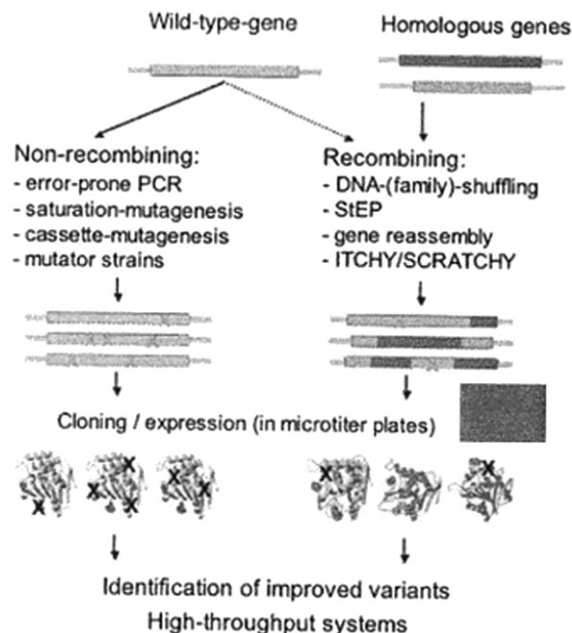 Wild-type-gene
Homologous genes
Non-recombining:
- error-prone PCR
- saturation-mutagenesis
- cassette-mutagenesis
- mutator strains
Recombining:
- DNA-(family)-shuffling
- StEP
- gene reassembly
- ITCHY/SCRATCHY
Cloning / expression (in microtiter plates)
X
X X X
X X
X
X
Identification of improved variants
High-throughput systems